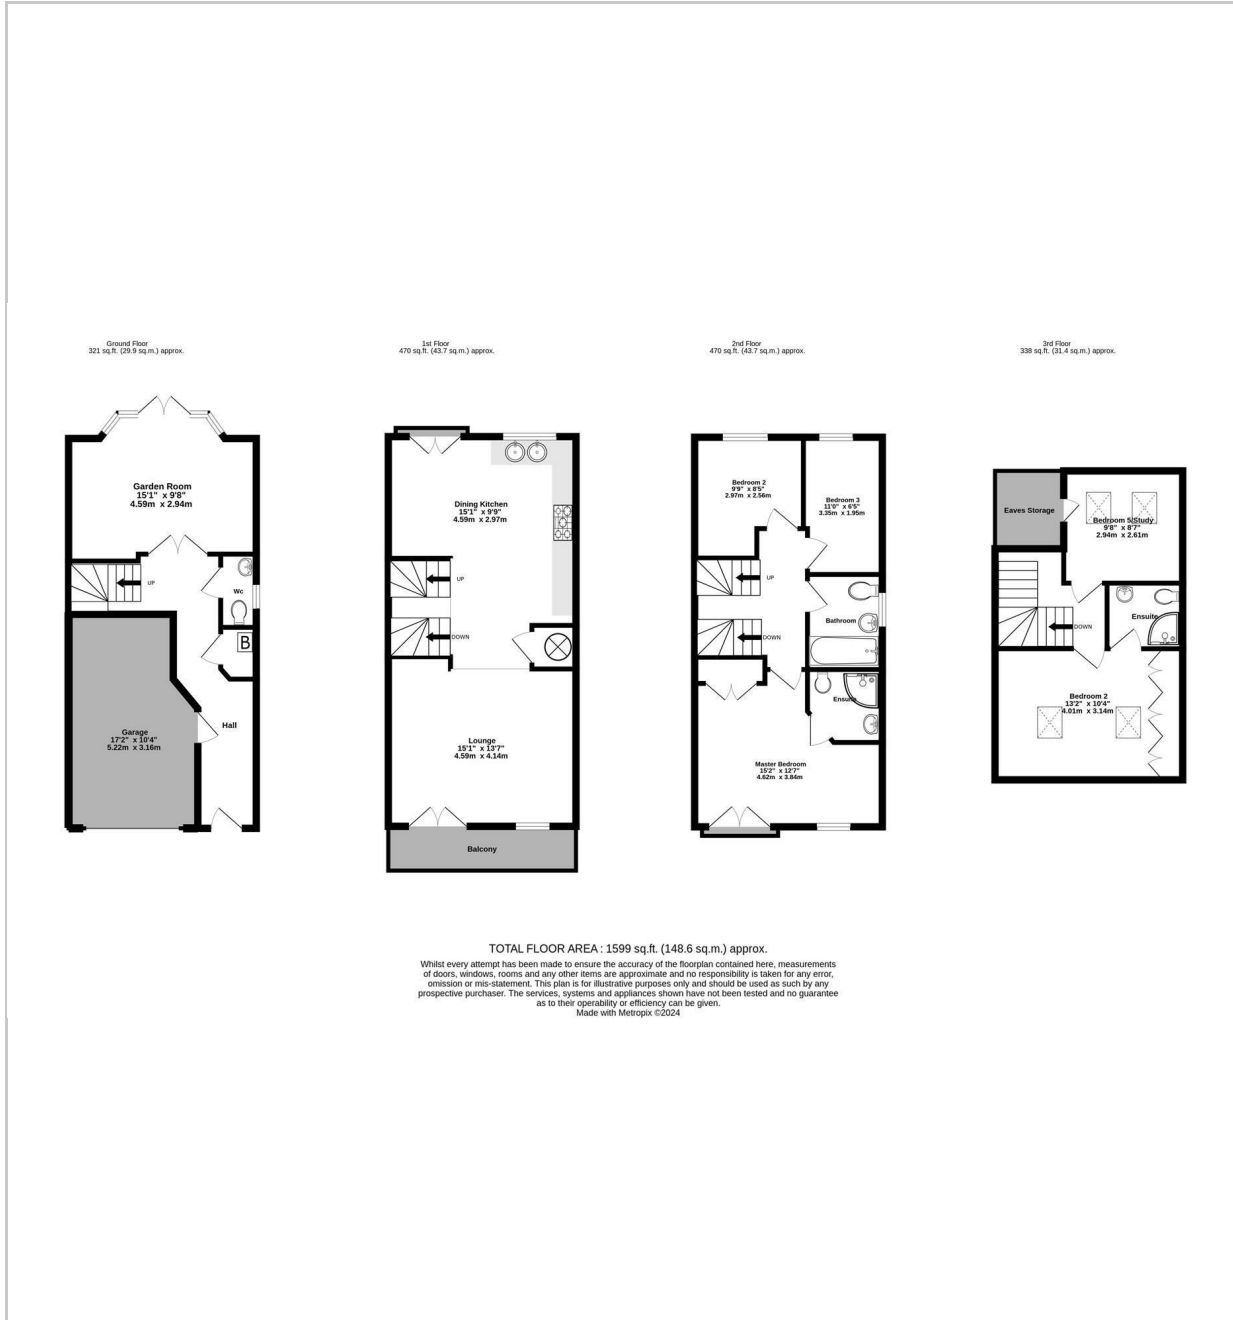 Ground Floor
321 sq.ft. (29.9 sq.m.) approx.
Garden Room
15'1" x 9'8"
4.59m x 2.94m
UP
Wc
B
Hall
Garage
17'2" x 10'4"
5.22m x 3.16m
1st Floor
470 sq.ft. (43.7 sq.m.) approx.
Dining Kitchen
15'1" x 9'9"
4.59m x 2.97m
UP
DOWN
Lounge
15'1" x 13'7"
4.59m x 4.14m
Balcony
2nd Floor
470 sq.ft. (43.7 sq.m.) approx.
Bedroom 2
9'9" x 8'5"
2.97m x 2.56m
Bedroom 3
11'0" x 6'5"
3.35m x 1.95m
UP
Bathroom
DOWN
Ensuite
Master Bedroom
15'2" x 12'7"
4.62m x 3.84m
3rd Floor
338 sq.ft. (31.4 sq.m.) approx.
Eaves Storage
Bedroom 5/Study
9'8" x 8'7"
2.94m x 2.61m
Ensuite
DOWN
Bedroom 2
13'2" x 10'4"
4.01m x 3.14m
TOTAL FLOOR AREA : 1599 sq.ft. (148.6 sq.m.) approx.
Whilst every attempt has been made to ensure the accuracy of the floorplan contained here, measurements
of doors, windows, rooms and any other items are approximate and no responsibility is taken for any error,
omission or mis-statement. This plan is for illustrative purposes only and should be used as such by any
prospective purchaser. The services, systems and appliances shown have not been tested and no guarantee
as to their operability or efficiency can be given.
Made with Metropix ©2024